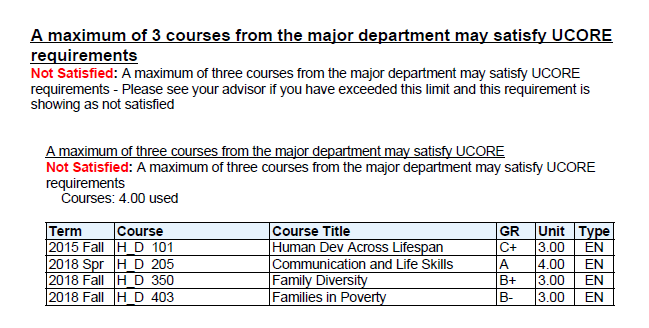 A maximum of 3 courses from the major department may satisfy UCORE
requirements
Not Satisfied: A maximum of three courses from the major department may satisfy UCORE
requirements - Please see your advisor if you have exceeded this limit and this requirement is
showing as not satisfied
A maximum of three courses from the major department may satisfy UCORE
Not Satisfied: A maximum of three courses from the major department may satisfy UCORE
requirements
Courses: 4.00 used
Term Course Course Title GR Unit Type
2015 Fall H_D 101 Human Dev Across Lifespan C+ 3.00 EN
2018 Spr H_D 205 Communication and Life Skills A 4.00 EN
2018 Fall H_D 350 Family Diversity B+ 3.00 EN
2018 Fall H_D 403 Families in Poverty B- 3.00 EN